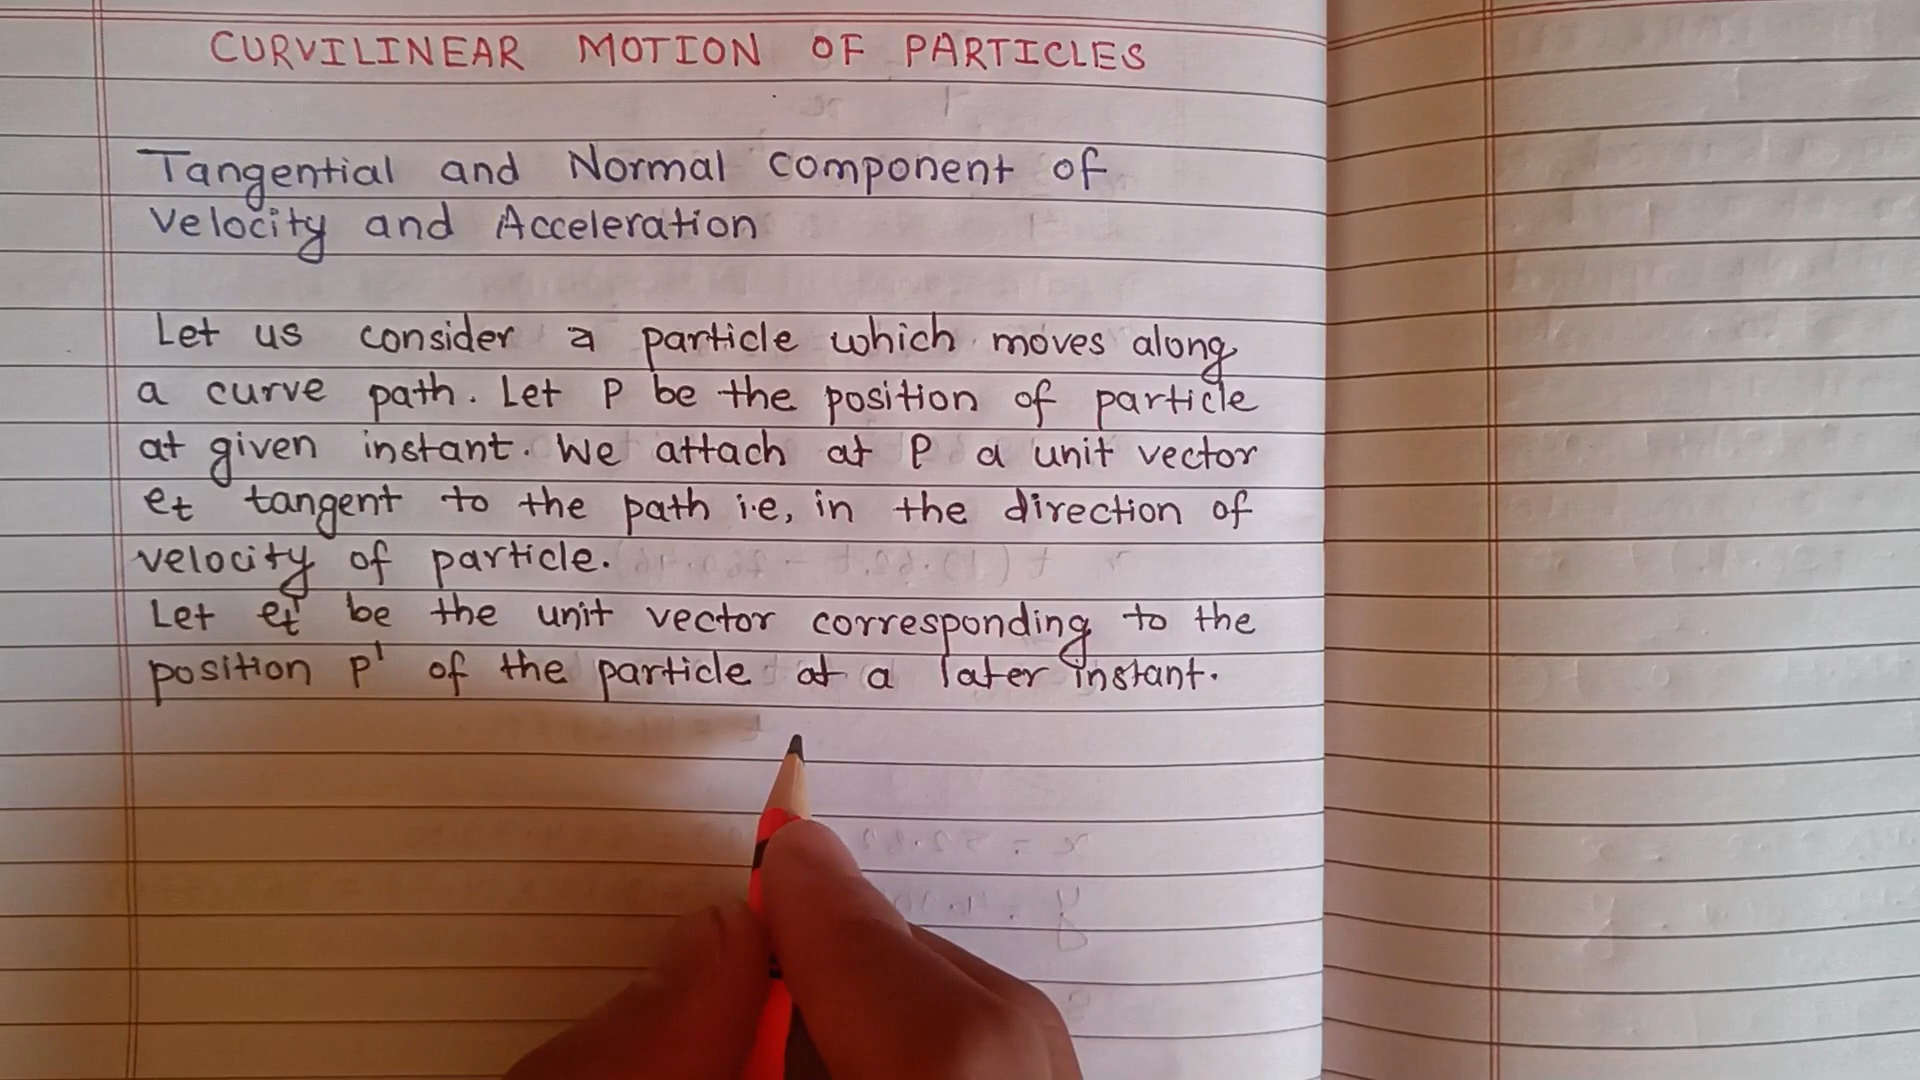 CURVILINEAR MOTION OF PARTICLES
Tangential and Normal component of
velocity and Acceleration
Let us consider a particle which moves along
a curve path. Let P be the position of particle
at given instant. We attach at P a unit vector
et tangent to the path i.e, in the direction of
velocity of particle.
Let et' be the unit vector corresponding to the
position P' of the particle at a later instant.